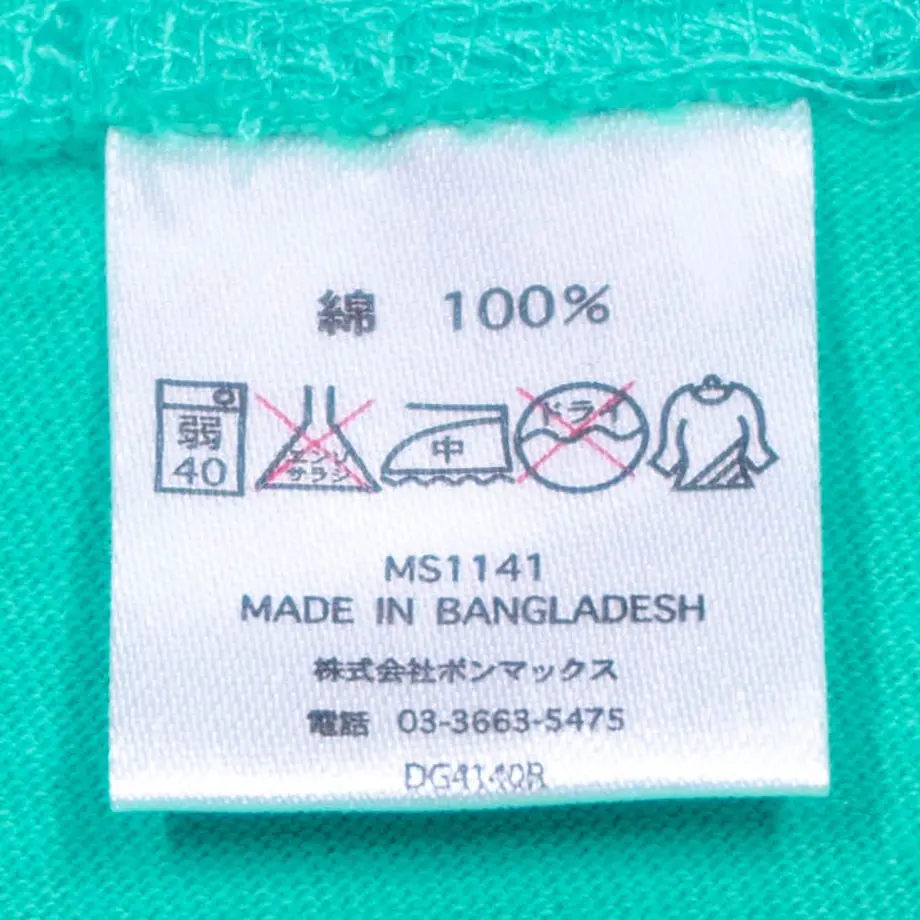 綿 100%
弱 中 ドライ
40 エンソ
サラシ
MS1141
MADE IN BANGLADESH
株式会社ボンマックス
電話 03-3663-5475